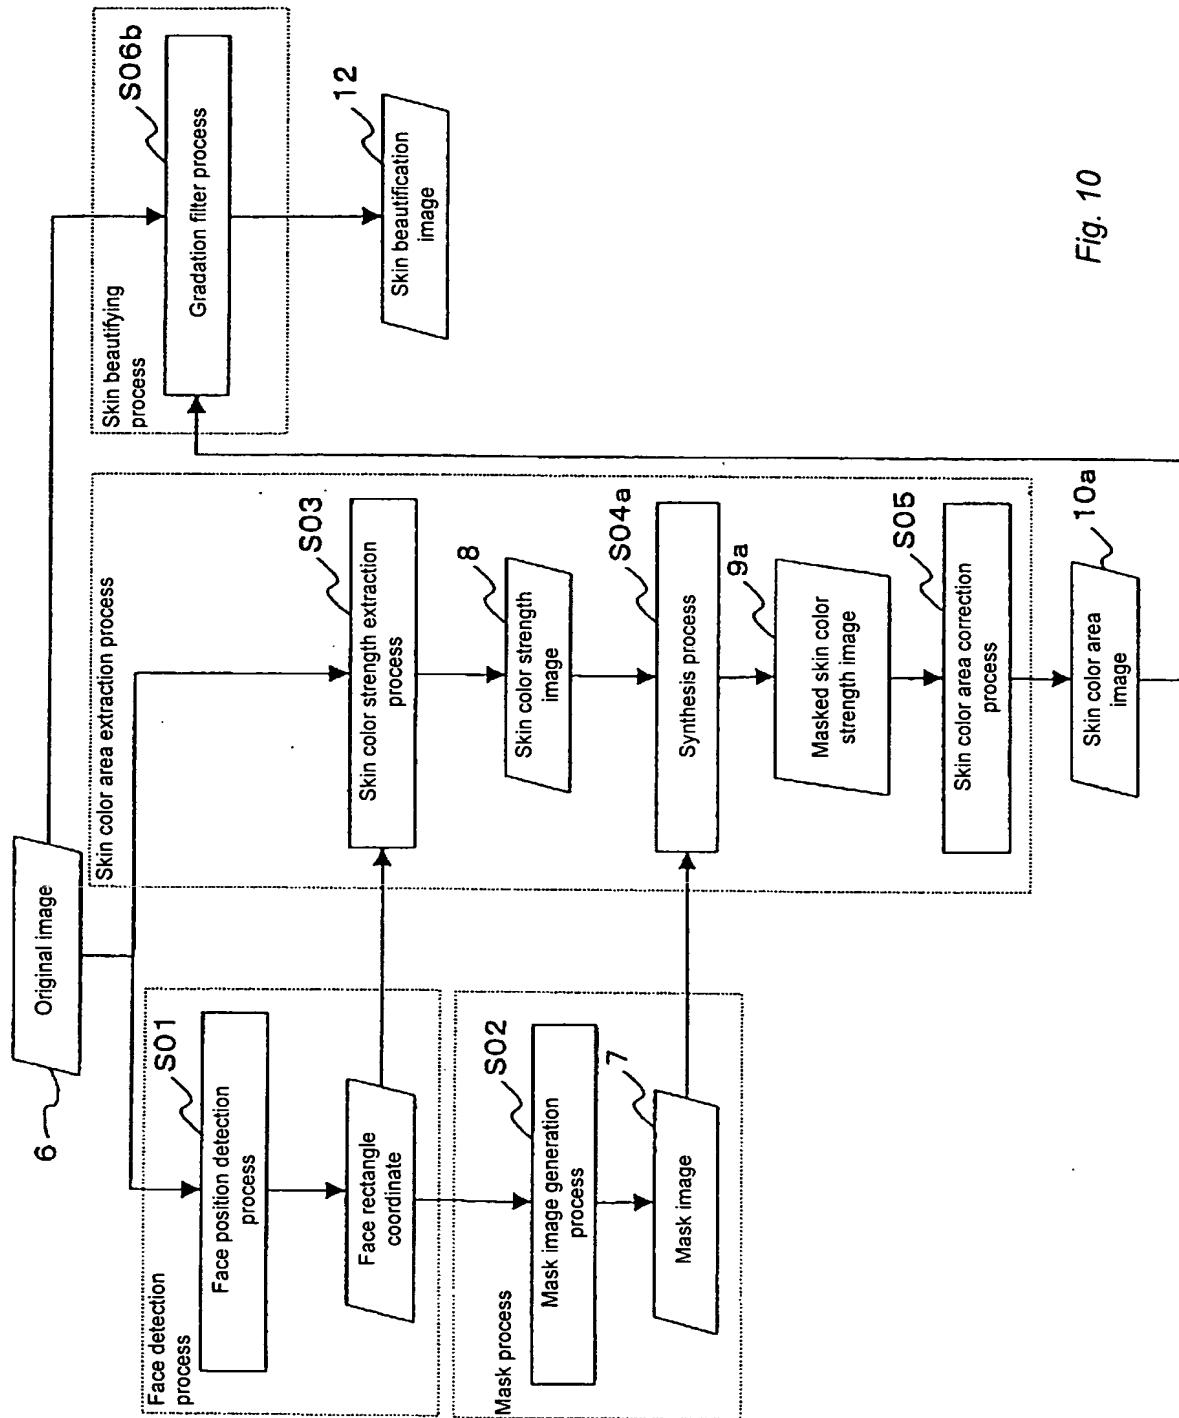 6
Original image
Face detection
process
S01
Face position detection
process
Face rectangle
coordinate
Mask process
S02
Mask image generation
process
7
Mask image
Skin color area extraction process
S03
Skin color strength extraction
process
8
Skin color strength
image
S04a
Synthesis process
9a
Masked skin color
strength image
S05
Skin color area correction
process
10a
Skin color area
image
Skin beautifying
process
S06b
Gradation filter process
12
Skin beautification
image
Fig. 10